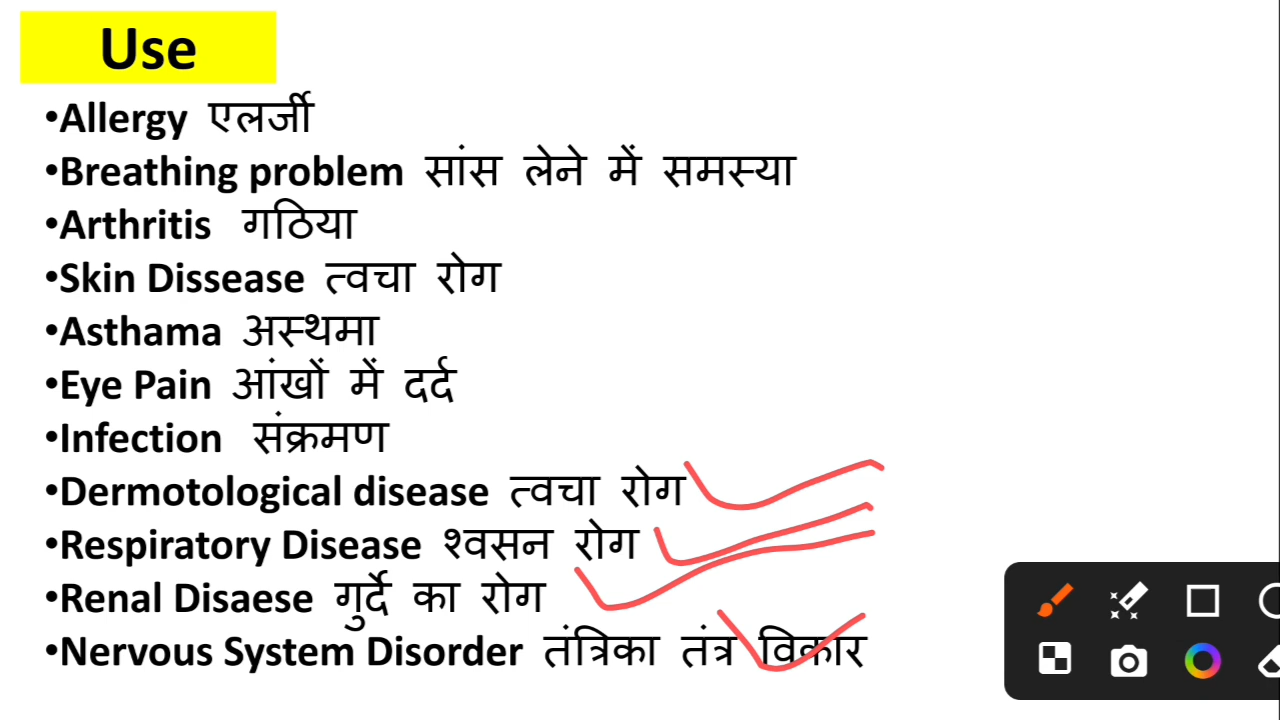 Use
•Allergy एलर्जी
•Breathing problem सांस लेने में समस्या
•Arthritis गठिया
•Skin Dissease त्वचा रोग
•Asthama अस्थमा
•Eye Pain आंखों में दर्द
•Infection संक्रमण
•Dermotological disease त्वचा रोग
•Respiratory Disease श्वसन रोग
•Renal Disaese गुर्दे का रोग
•Nervous System Disorder तंत्रिका तंत्र विकार